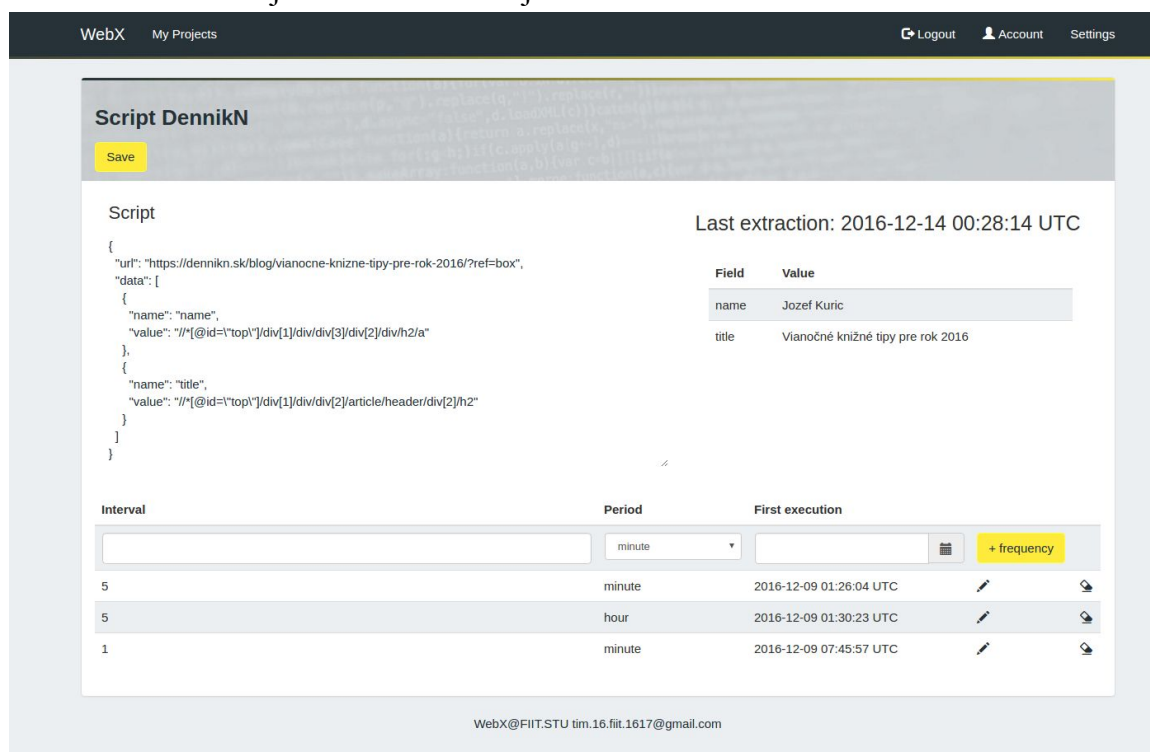 WebX My Projects Logout Account Settings
Script DennikN
Save
Script
Last extraction: 2016-12-14 00:28:14 UTC
{
"url": "https://dennikn.sk/blog/vianocne-knizne-tipy-pre-rok-2016/?ref=box",
"data": [
{
"name": "name",
"value": "//*[@id=\"top\"]/div[1]/div/div[3]/div[2]/div/h2/a"
},
{
"name": "title",
"value": "//*[@id=\"top\"]/div[1]/div/div[2]/article/header/div[2]/h2"
}
]
}
Field Value
name Jozef Kuric
title Vianočné knižné tipy pre rok 2016
Interval Period First execution
minute + frequency
5 minute 2016-12-09 01:26:04 UTC
5 hour 2016-12-09 01:30:23 UTC
1 minute 2016-12-09 07:45:57 UTC
WebX@FIIT.STU tim.16.fiit.1617@gmail.com